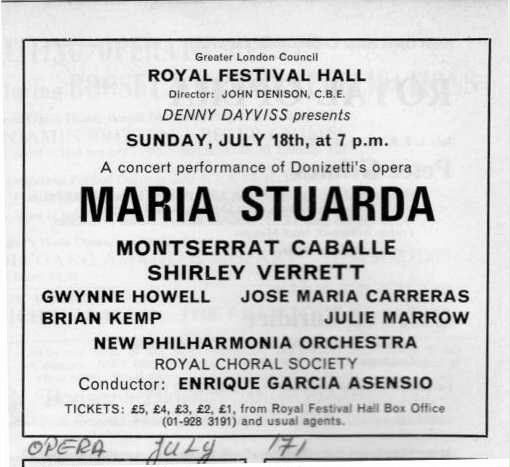 Greater London Council
ROYAL FESTIVAL HALL
Director: JOHN DENISON, C.B.E.
DENNY DAYVISS presents
SUNDAY, JULY 18th, at 7 p.m.
A concert performance of Donizetti's opera
MARIA STUARDA
MONTSERRAT CABALLE
SHIRLEY VERRETT
GWYNNE HOWELL JOSE MARIA CARRERAS
BRIAN KEMP JULIE MARROW
NEW PHILHARMONIA ORCHESTRA
ROYAL CHORAL SOCIETY
Conductor: ENRIQUE GARCIA ASENSIO
TICKETS: £5, £4, £3, £2, £1, from Royal Festival Hall Box Office
(01-928 3191) and usual agents.
OPERA JULY '71